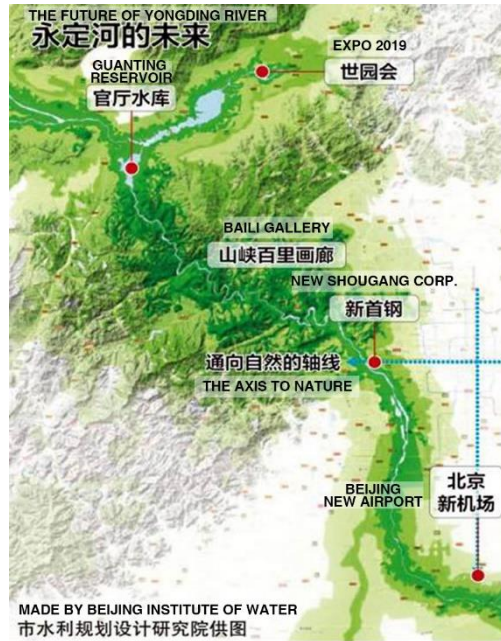 THE FUTURE OF YONGDING RIVER
永定河的未来
EXPO 2019
世园会
GUANTING
RESERVOIR
官厅水库
BAILI GALLERY
山峡百里画廊
NEW SHOUGANG CORP.
新首钢
通向自然的轴线
THE AXIS TO NATURE
北京
新机场
BEIJING
NEW AIRPORT
MADE BY BEIJING INSTITUTE OF WATER
市水利规划设计研究院供图